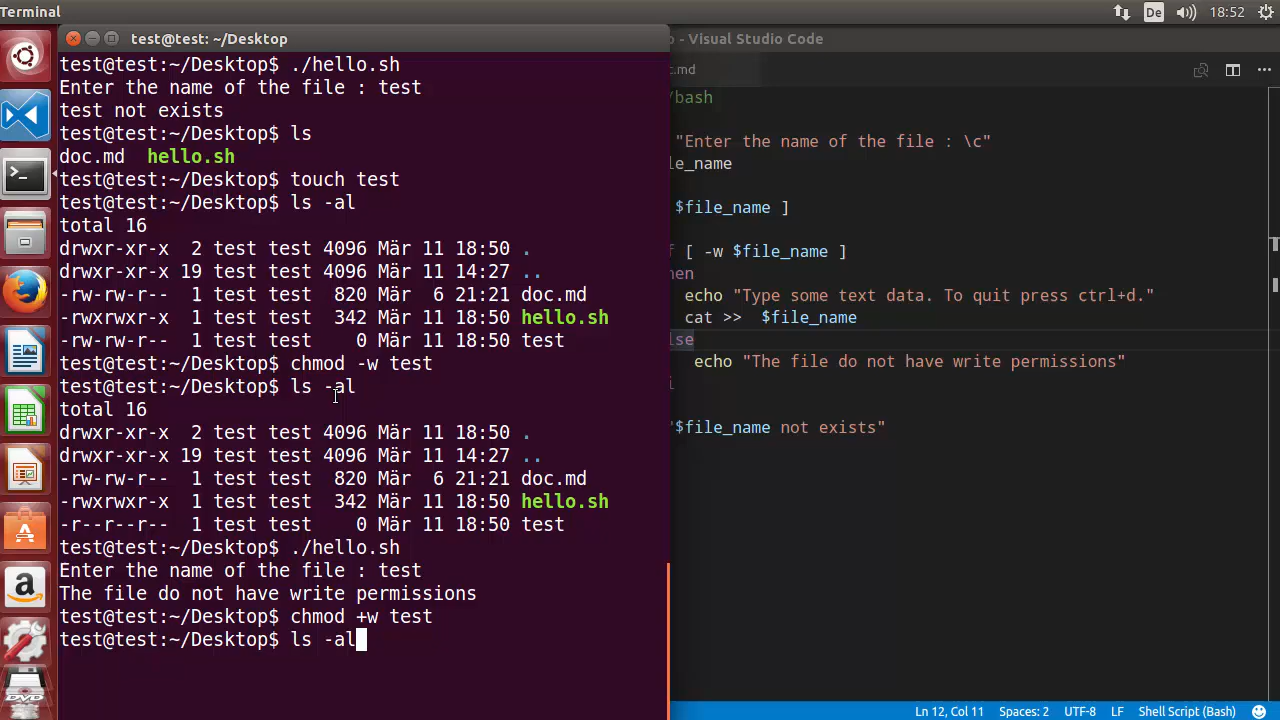 Terminal
De
18:52
test@test: ~/Desktop
test@test:~/Desktop$ ./hello.sh
Enter the name of the file : test
test not exists
test@test:~/Desktop$ ls
doc.md  hello.sh
test@test:~/Desktop$ touch test
test@test:~/Desktop$ ls -al
total 16
drwxr-xr-x  2 test test 4096 Mär 11 18:50 .
drwxr-xr-x 19 test test 4096 Mär 11 14:27 ..
-rw-rw-r--  1 test test  820 Mär  6 21:21 doc.md
-rwxrwxr-x  1 test test  342 Mär 11 18:50 hello.sh
-rw-rw-r--  1 test test    0 Mär 11 18:50 test
test@test:~/Desktop$ chmod -w test
test@test:~/Desktop$ ls -al
total 16
drwxr-xr-x  2 test test 4096 Mär 11 18:50 .
drwxr-xr-x 19 test test 4096 Mär 11 14:27 ..
-rw-rw-r--  1 test test  820 Mär  6 21:21 doc.md
-rwxrwxr-x  1 test test  342 Mär 11 18:50 hello.sh
-r--r--r--  1 test test    0 Mär 11 18:50 test
test@test:~/Desktop$ ./hello.sh
Enter the name of the file : test
The file do not have write permissions
test@test:~/Desktop$ chmod +w test
test@test:~/Desktop$ ls -al
- Visual Studio Code
.md
/bash
"Enter the name of the file : \c"
le_name
$file_name ]
f [ -w $file_name ]
hen
echo "Type some text data. To quit press ctrl+d."
cat >>  $file_name
lse
echo "The file do not have write permissions"
i
"$file_name not exists"
Ln 12, Col 11
Spaces: 2
UTF-8
LF
Shell Script (Bash)
DVD